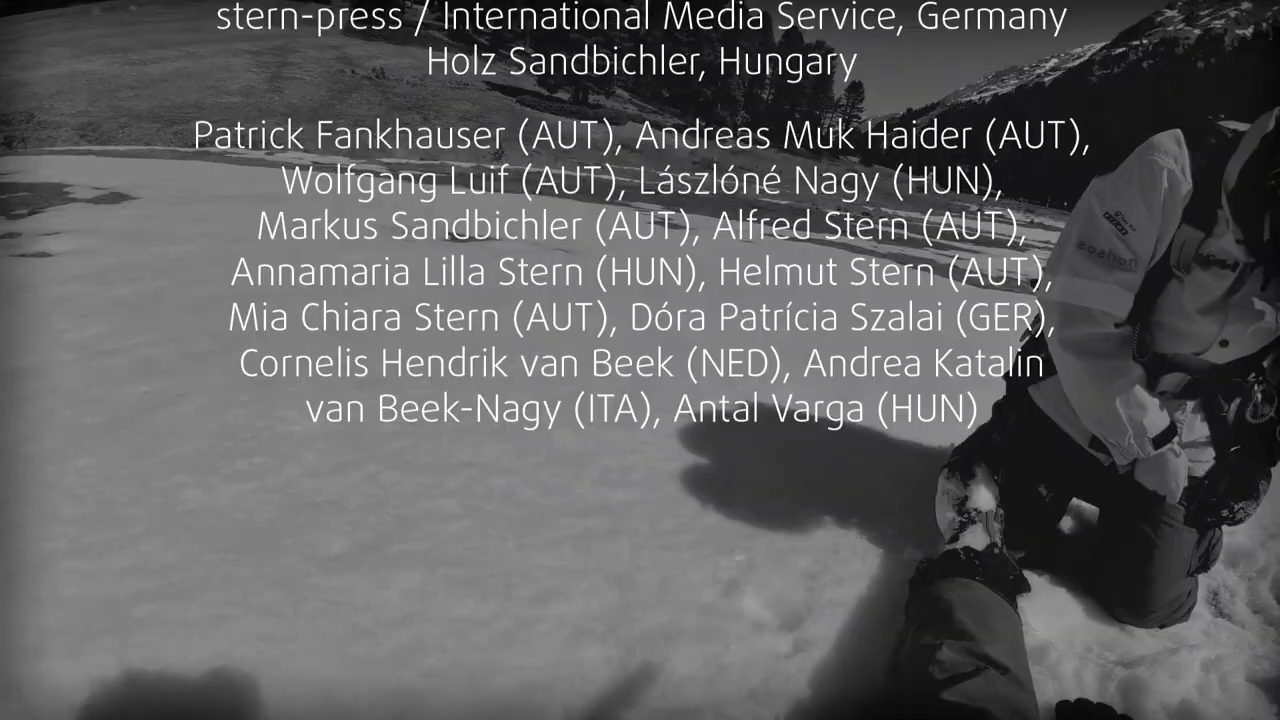 stern-press / International Media Service, Germany
Holz Sandbichler, Hungary
Patrick Fankhauser (AUT), Andreas Muk Haider (AUT),
Wolfgang Luif (AUT), Lászlóné Nagy (HUN),
Markus Sandbichler (AUT), Alfred Stern (AUT),
Annamaria Lilla Stern (HUN), Helmut Stern (AUT),
Mia Chiara Stern (AUT), Dóra Patrícia Szalai (GER),
Cornelis Hendrik van Beek (NED), Andrea Katalin
van Beek-Nagy (ITA), Antal Varga (HUN)